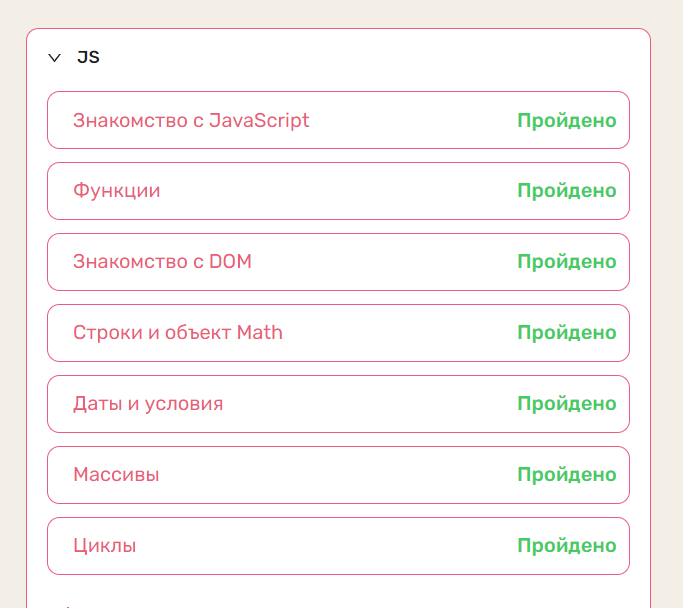 JS
Знакомство с JavaScript Пройдено
Функции Пройдено
Знакомство с DOM Пройдено
Строки и объект Math Пройдено
Даты и условия Пройдено
Массивы Пройдено
Циклы Пройдено